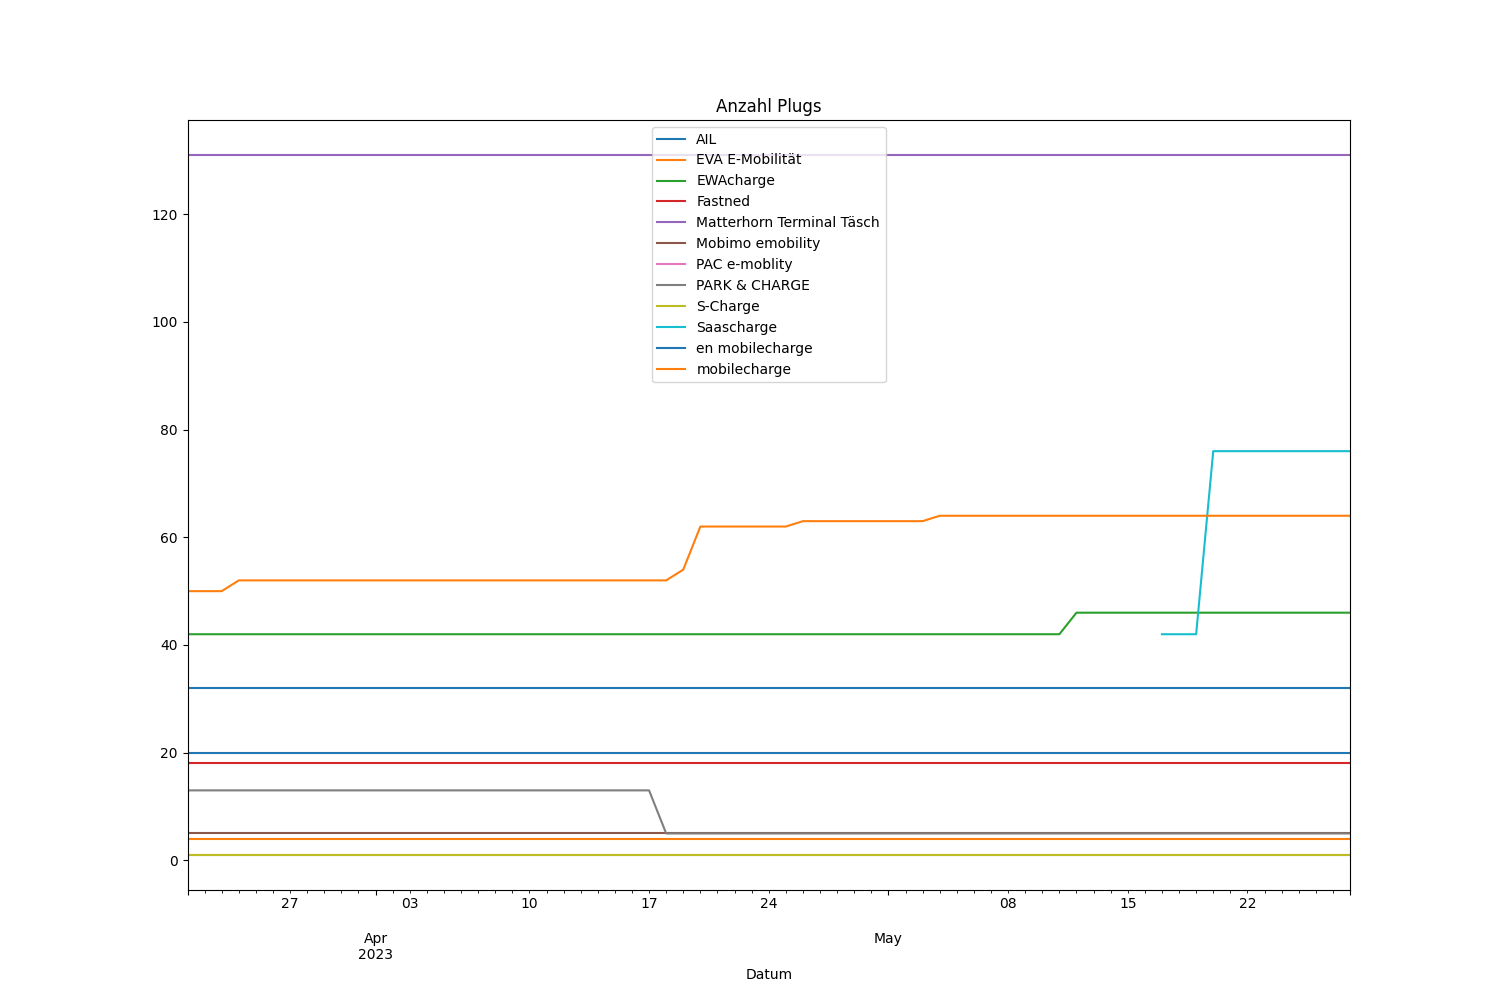 Anzahl Plugs
AIL
EVA E-Mobilität
EWAcharge
Fastned
Matterhorn Terminal Täsch
Mobimo emobility
PAC e-moblity
PARK & CHARGE
S-Charge
Saascharge
en mobilecharge
mobilecharge
120
100
80
60
40
20
0
27 03 10 17 24 08 15 22
Apr May
2023
Datum